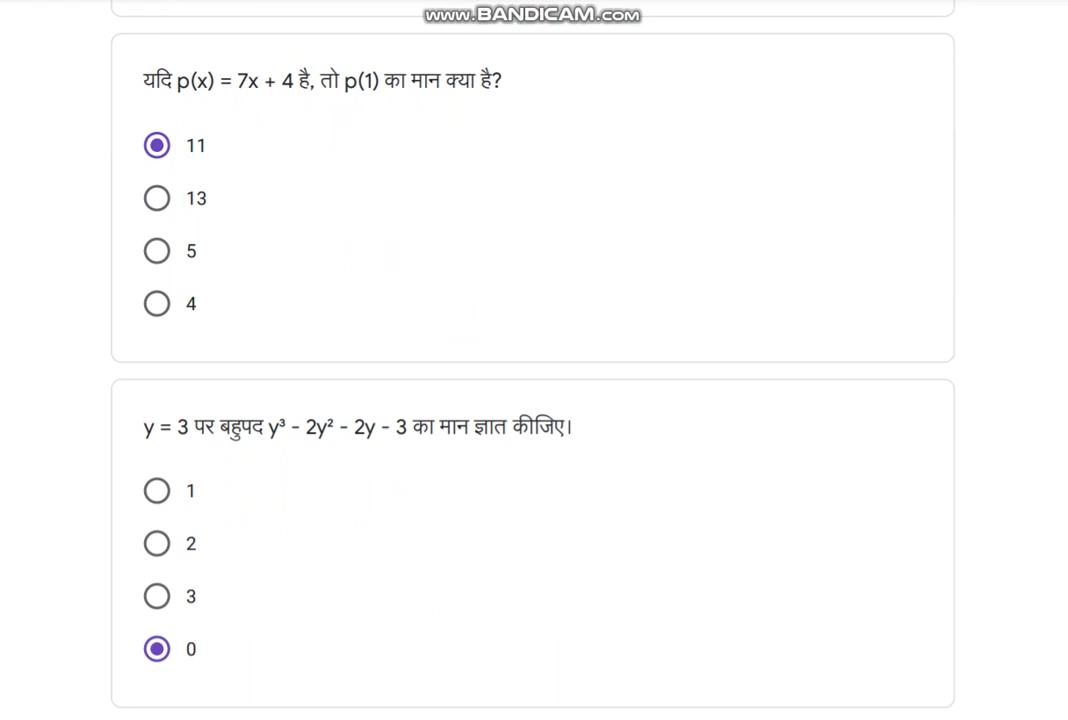 www.BANDICAM.com
यदि p(x) = 7x + 4 है, तो p(1) का मान क्या है?
11
13
5
4
y = 3 पर बहुपद y³ - 2y² - 2y - 3 का मान ज्ञात कीजिए।
1
2
3
0